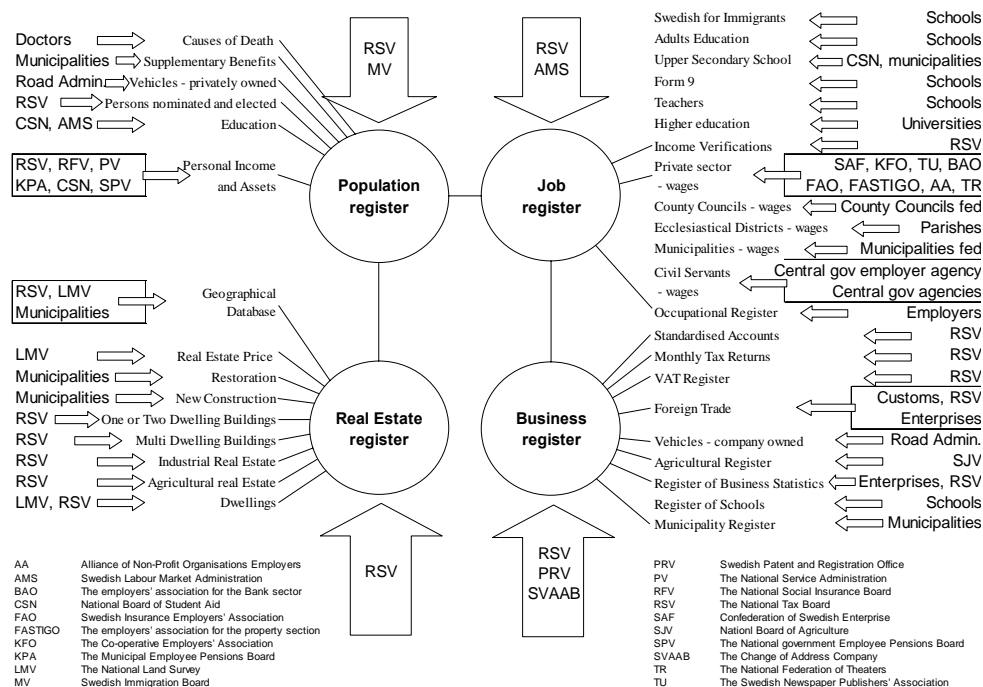 Doctors
Causes of Death
Municipalities
Supplementary Benefits
Road Admin.
Vehicles - privately owned
RSV
Persons nominated and elected
CSN, AMS
Education
RSV, RFV, PV
KPA, CSN, SPV
Personal Income
and Assets
RSV
MV
Population
register
RSV
AMS
Job
register
Swedish for Immigrants
Schools
Adults Education
Schools
Upper Secondary School
CSN, municipalities
Form 9
Schools
Teachers
Schools
Higher education
Universities
Income Verifications
RSV
Private sector
- wages
SAF, KFO, TU, BAO
FAO, FASTIGO, AA, TR
County Councils - wages
County Councils fed
Ecclesiastical Districts - wages
Parishes
Municipalities - wages
Municipalities fed
Civil Servants
- wages
Central gov employer agency
Central gov agencies
Occupational Register
Employers
RSV, LMV
Municipalities
Geographical
Database
LMV
Real Estate Price
Municipalities
Restoration
Municipalities
New Construction
RSV
One or Two Dwelling Buildings
RSV
Multi Dwelling Buildings
RSV
Industrial Real Estate
RSV
Agricultural real Estate
LMV, RSV
Dwellings
Real Estate
register
RSV
Business
register
RSV
PRV
SVAAB
Standardised Accounts
RSV
Monthly Tax Returns
RSV
VAT Register
RSV
Foreign Trade
Customs, RSV
Enterprises
Vehicles - company owned
Road Admin.
Agricultural Register
SJV
Register of Business Statistics
Enterprises, RSV
Register of Schools
Schools
Municipality Register
Municipalities
AA Alliance of Non-Profit Organisations Employers
AMS Swedish Labour Market Administration
BAO The employers' association for the Bank sector
CSN National Board of Student Aid
FAO Swedish Insurance Employers' Association
FASTIGO The employers' association for the property section
KFO The Co-operative Employers' Association
KPA The Municipal Employee Pensions Board
LMV The National Land Survey
MV Swedish Immigration Board
PRV Swedish Patent and Registration Office
PV The National Service Administration
RFV The National Social Insurance Board
RSV The National Tax Board
SAF Confederation of Swedish Enterprise
SJV Nationl Board of Agriculture
SPV The National government Employee Pensions Board
SVAAB The Change of Address Company
TR The National Federation of Theaters
TU The Swedish Newspaper Publishers' Association